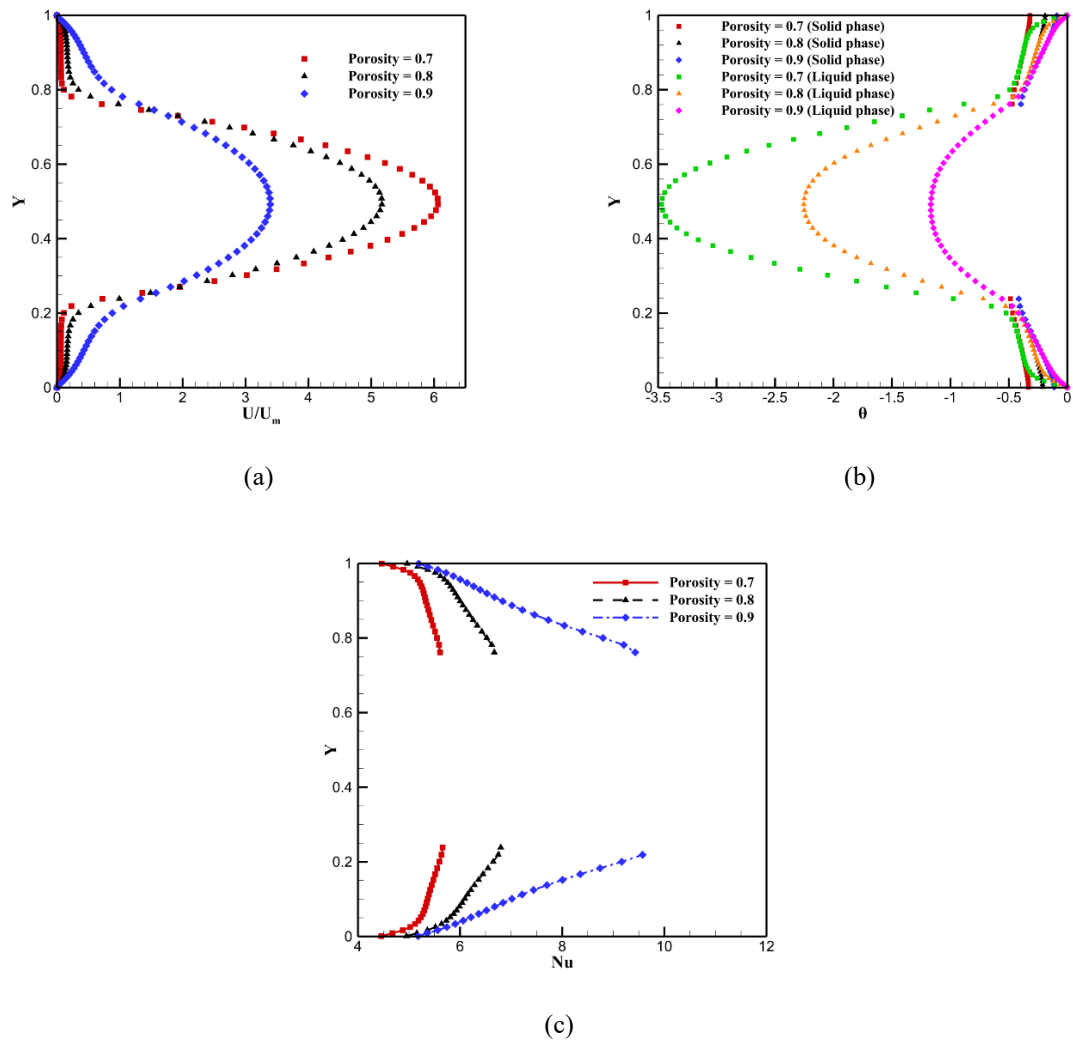 1
0.8
0.6
0.4
0.2
0
Y
0 1 2 3 4 5 6
U/Um
Porosity = 0.7
Porosity = 0.8
Porosity = 0.9
(a)
1
0.8
0.6
0.4
0.2
0
Y
-3.5 -3 -2.5 -2 -1.5 -1 -0.5 0
θ
Porosity = 0.7 (Solid phase)
Porosity = 0.8 (Solid phase)
Porosity = 0.9 (Solid phase)
Porosity = 0.7 (Liquid phase)
Porosity = 0.8 (Liquid phase)
Porosity = 0.9 (Liquid phase)
(b)
1
0.8
0.6
0.4
0.2
0
Y
4 6 8 10 12
Nu
Porosity = 0.7
Porosity = 0.8
Porosity = 0.9
(c)